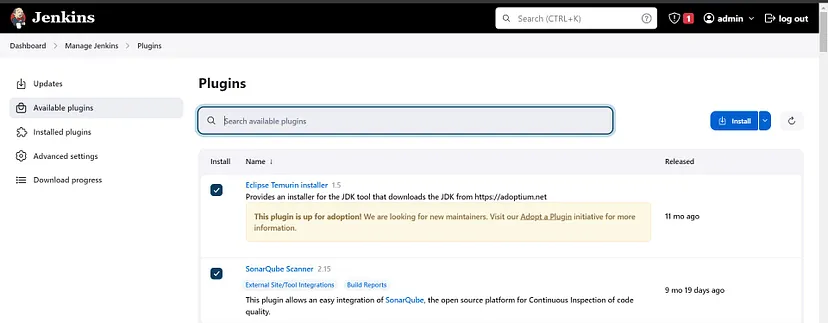 Jenkins
Search (CTRL+K)
1
admin
log out
Dashboard > Manage Jenkins > Plugins
Updates
Available plugins
Installed plugins
Advanced settings
Download progress
Plugins
Search available plugins
Install
Install Name ↓ Released
Eclipse Temurin installer 1.5
Provides an installer for the JDK tool that downloads the JDK from https://adoptium.net
This plugin is up for adoption! We are looking for new maintainers. Visit our Adopt a Plugin initiative for more
information.
11 mo ago
SonarQube Scanner 2.15
External Site/Tool Integrations Build Reports
This plugin allows an easy integration of SonarQube, the open source platform for Continuous Inspection of code
quality.
9 mo 19 days ago